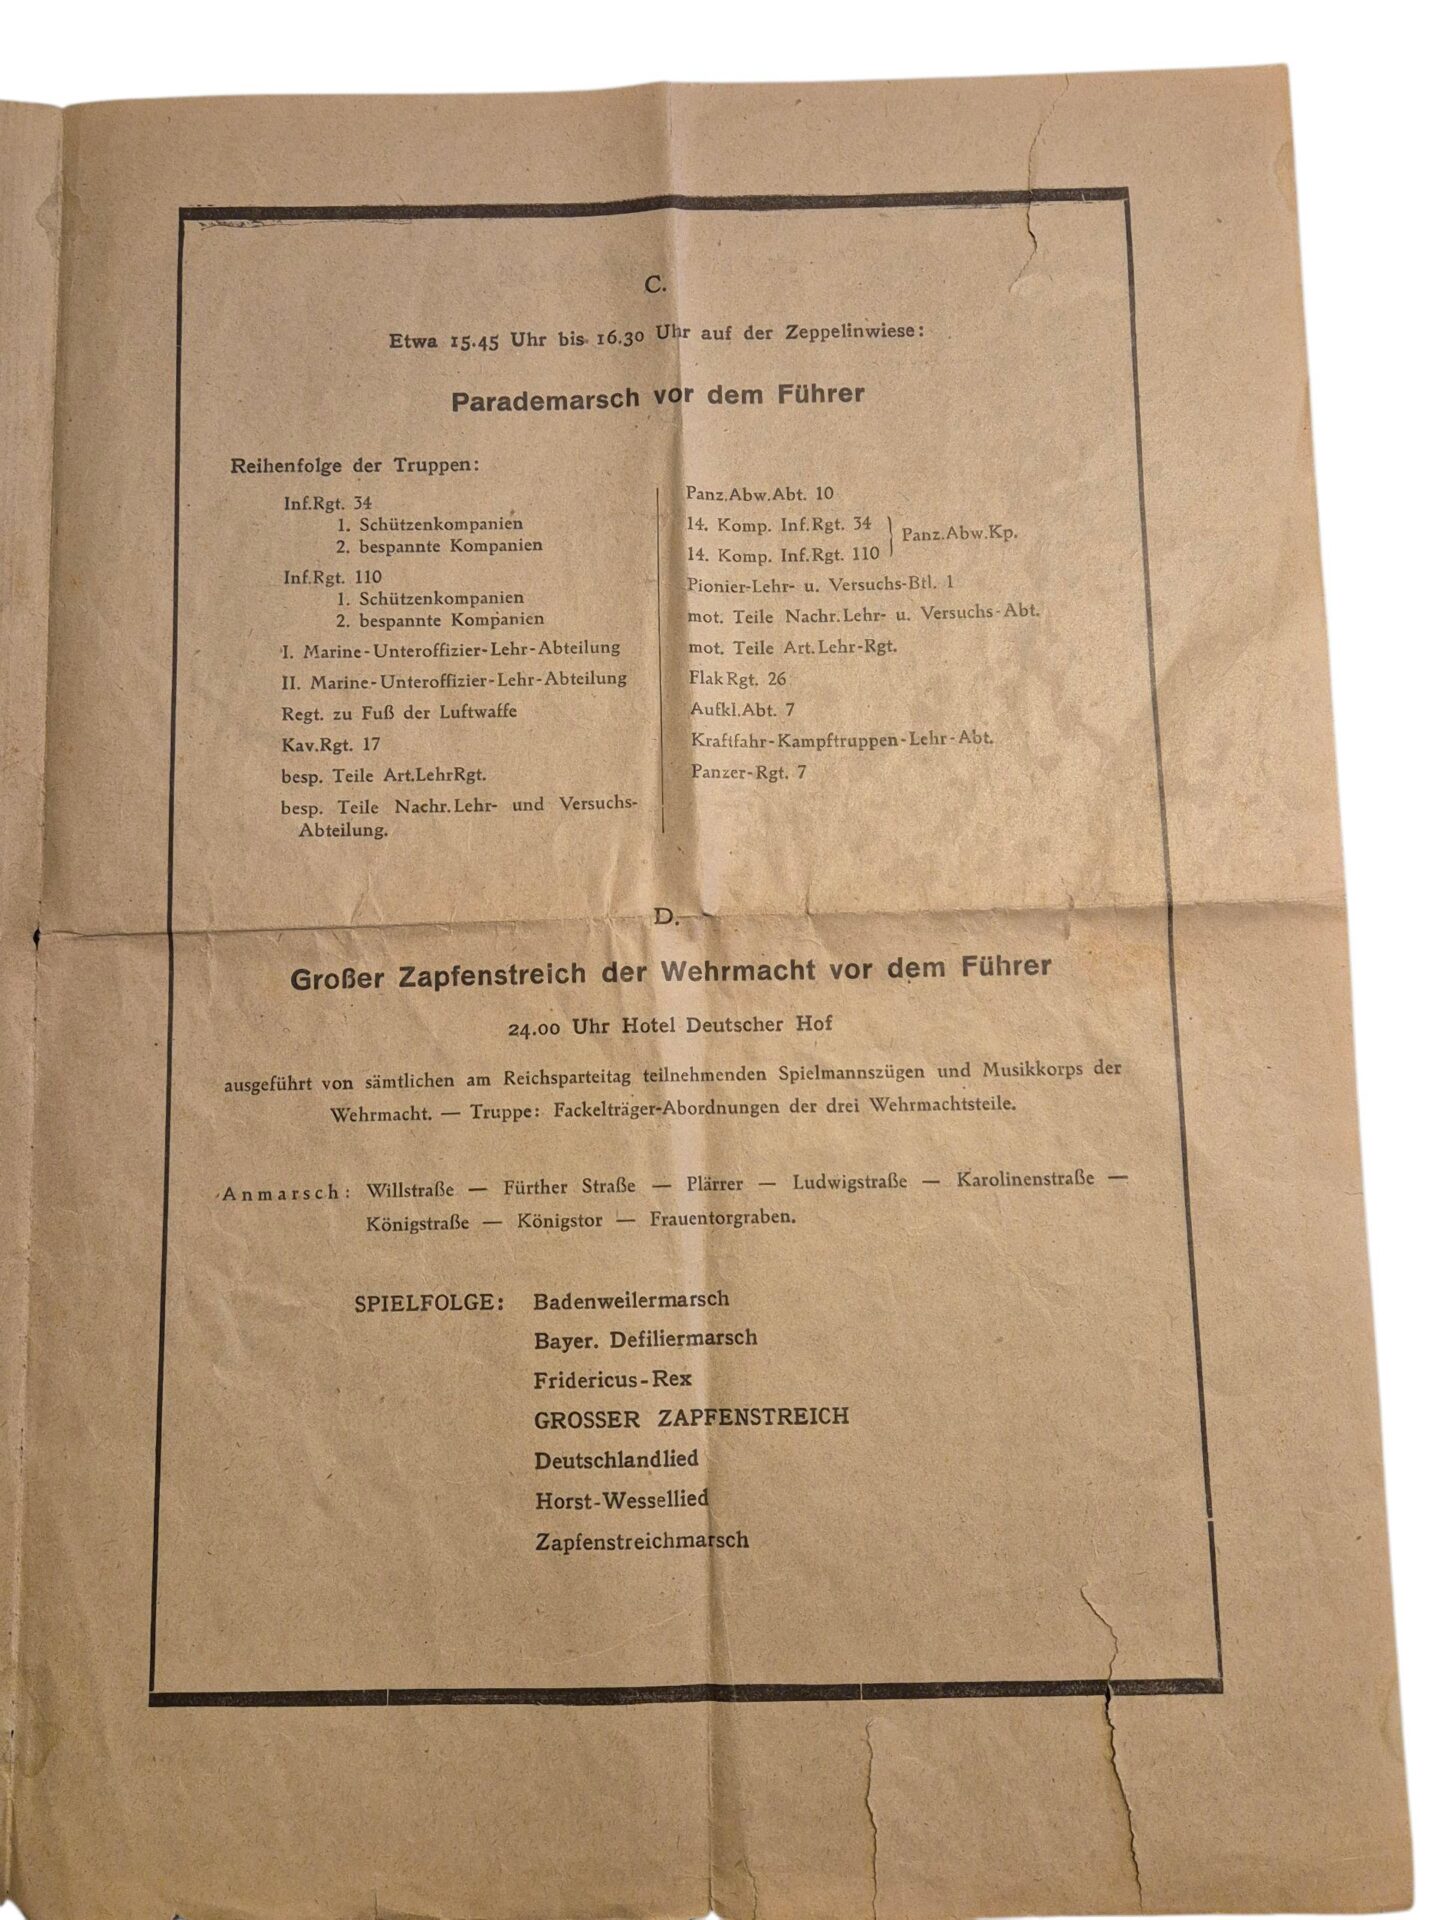 C.
Etwa 15.45 Uhr bis 16.30 Uhr auf der Zeppelinwiese:
Parademarsch vor dem Führer
Reihenfolge der Truppen:
Inf.Rgt. 34
1. Schützenkompanien
2. bespannte Kompanien
Inf.Rgt. 110
1. Schützenkompanien
2. bespannte Kompanien
I. Marine-Unteroffizier-Lehr-Abteilung
II. Marine-Unteroffizier-Lehr-Abteilung
Regt. zu Fuß der Luftwaffe
Kav.Rgt. 17
besp. Teile Art.LehrRgt.
besp. Teile Nachr.Lehr- und Versuchs-
Abteilung.
Panz.Abw.Abt. 10
14. Komp. Inf.Rgt. 34
14. Komp. Inf.Rgt. 110
Panz.Abw.Kp.
Pionier-Lehr- u. Versuchs-Btl. 1
mot. Teile Nachr.Lehr- u. Versuchs-Abt.
mot. Teile Art.Lehr-Rgt.
FlakRgt. 26
Aufkl.Abt. 7
Kraftfahr-Kampftruppen-Lehr-Abt.
Panzer-Rgt. 7
D.
Großer Zapfenstreich der Wehrmacht vor dem Führer
24.00 Uhr Hotel Deutscher Hof
ausgeführt von sämtlichen am Reichsparteitag teilnehmenden Spielmannszügen und Musikkorps der
Wehrmacht. — Truppe: Fackelträger-Abordnungen der drei Wehrmachtsteile.
Anmarsch: Willstraße — Fürther Straße — Plärrer — Ludwigstraße — Karolinenstraße —
Königstraße — Königstor — Frauentorgraben.
SPIELFOLGE: Badenweilermarsch
Bayer. Defiliermarsch
Fridericus-Rex
GROSSER ZAPFENSTREICH
Deutschlandlied
Horst-Wessellied
Zapfenstreichmarsch